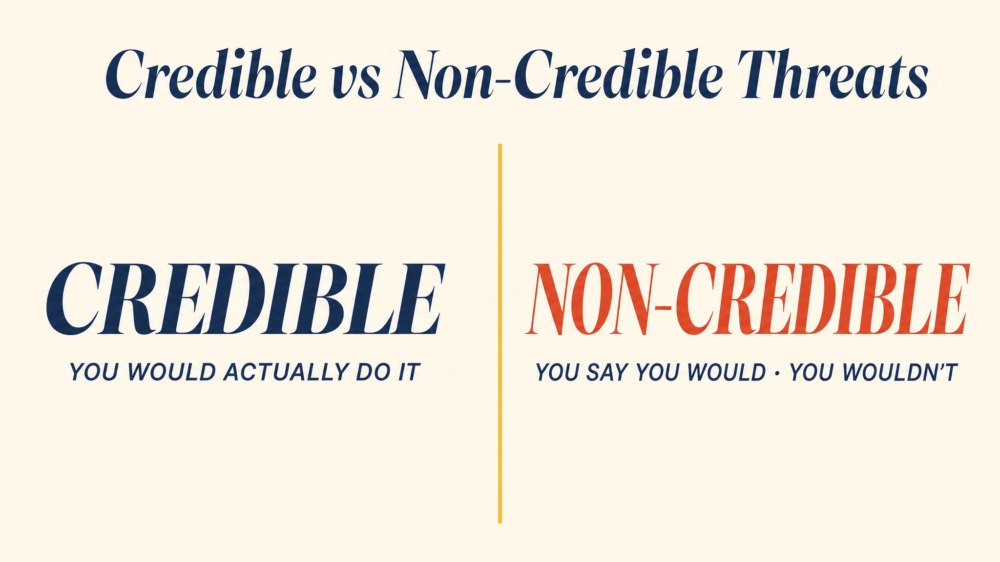 Credible vs Non-Credible Threats
CREDIBLE
YOU WOULD ACTUALLY DO IT
NON-CREDIBLE
YOU SAY YOU WOULD · YOU WOULDN’T